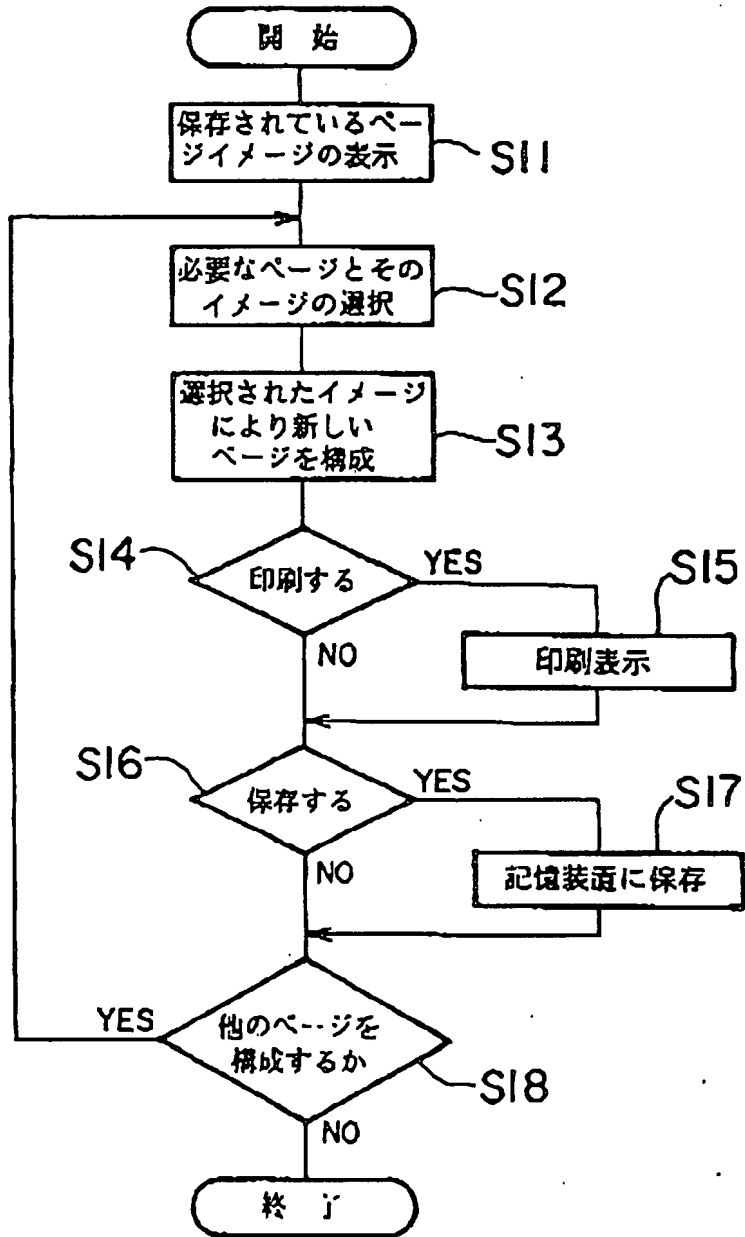 開始
保存されているペー
ジイメージの表示
S11
必要なページとその
イメージの選択
S12
選択されたイメージ
により新しい
ページを構成
S13
S14
印刷する
YES
S15
NO
印刷表示
S16
保存する
YES
S17
NO
記憶装置に保存
YES
他のページを
構成するか
S18
NO
終了